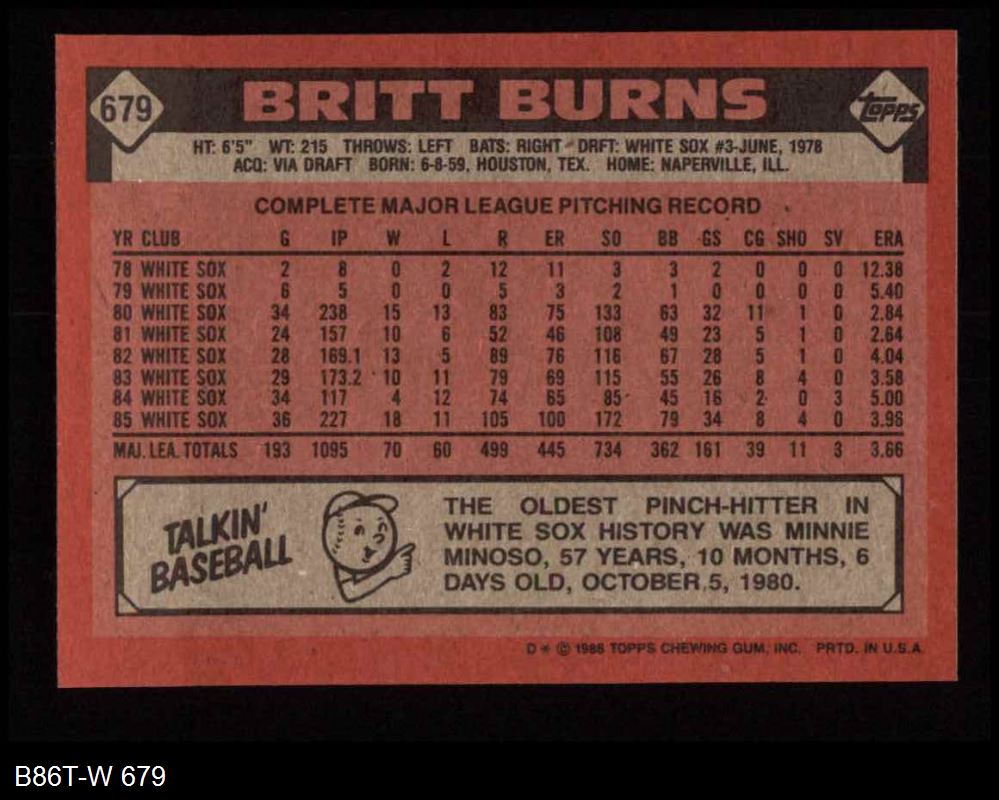 679
BRITT BURNS
TOPPS
HT: 6'5" WT: 215 THROWS: LEFT BATS: RIGHT DRFT: WHITE SOX #3-JUNE, 1978
ACQ: VIA DRAFT BORN: 6-8-59, HOUSTON, TEX. HOME: NAPERVILLE, ILL.
COMPLETE MAJOR LEAGUE PITCHING RECORD
YR CLUB G IP W L R ER SO BB GS CG SHO SV ERA
78 WHITE SOX 2 8 0 2 12 11 3 3 2 0 0 0 12.38
79 WHITE SOX 6 5 0 0 5 3 2 1 0 0 0 0 5.40
80 WHITE SOX 34 238 15 13 83 75 133 63 32 11 1 0 2.84
81 WHITE SOX 24 157 10 6 52 46 108 49 23 5 1 0 2.64
82 WHITE SOX 28 169.1 13 5 89 76 116 67 28 5 1 0 4.04
83 WHITE SOX 29 173.2 10 11 79 69 115 55 26 8 4 0 3.58
84 WHITE SOX 34 117 4 12 74 65 85 45 16 2 0 3 5.00
85 WHITE SOX 36 227 18 11 105 100 172 79 34 8 4 0 3.96
MAJ. LEA. TOTALS 193 1095 70 60 499 445 734 362 161 39 11 3 3.66
TALKIN'
BASEBALL
THE OLDEST PINCH-HITTER IN
WHITE SOX HISTORY WAS MINNIE
MINOSO, 57 YEARS, 10 MONTHS, 6
DAYS OLD, OCTOBER 5, 1980.
D* © 1986 TOPPS CHEWING GUM, INC. PRTD. IN U.S.A.
B86T-W 679